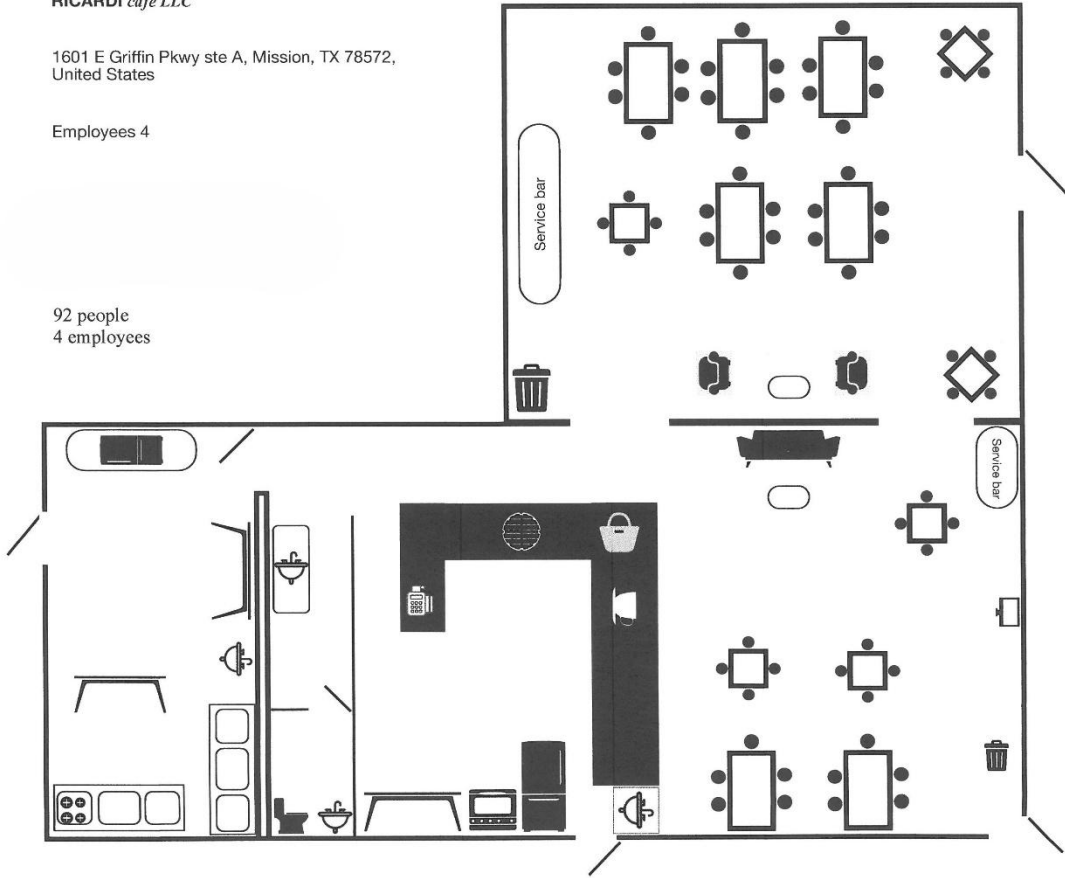 RICARDI cafe LLC
1601 E Griffin Pkwy ste A, Mission, TX 78572,
United States
Employees 4
92 people
4 employees
Service bar
Service bar